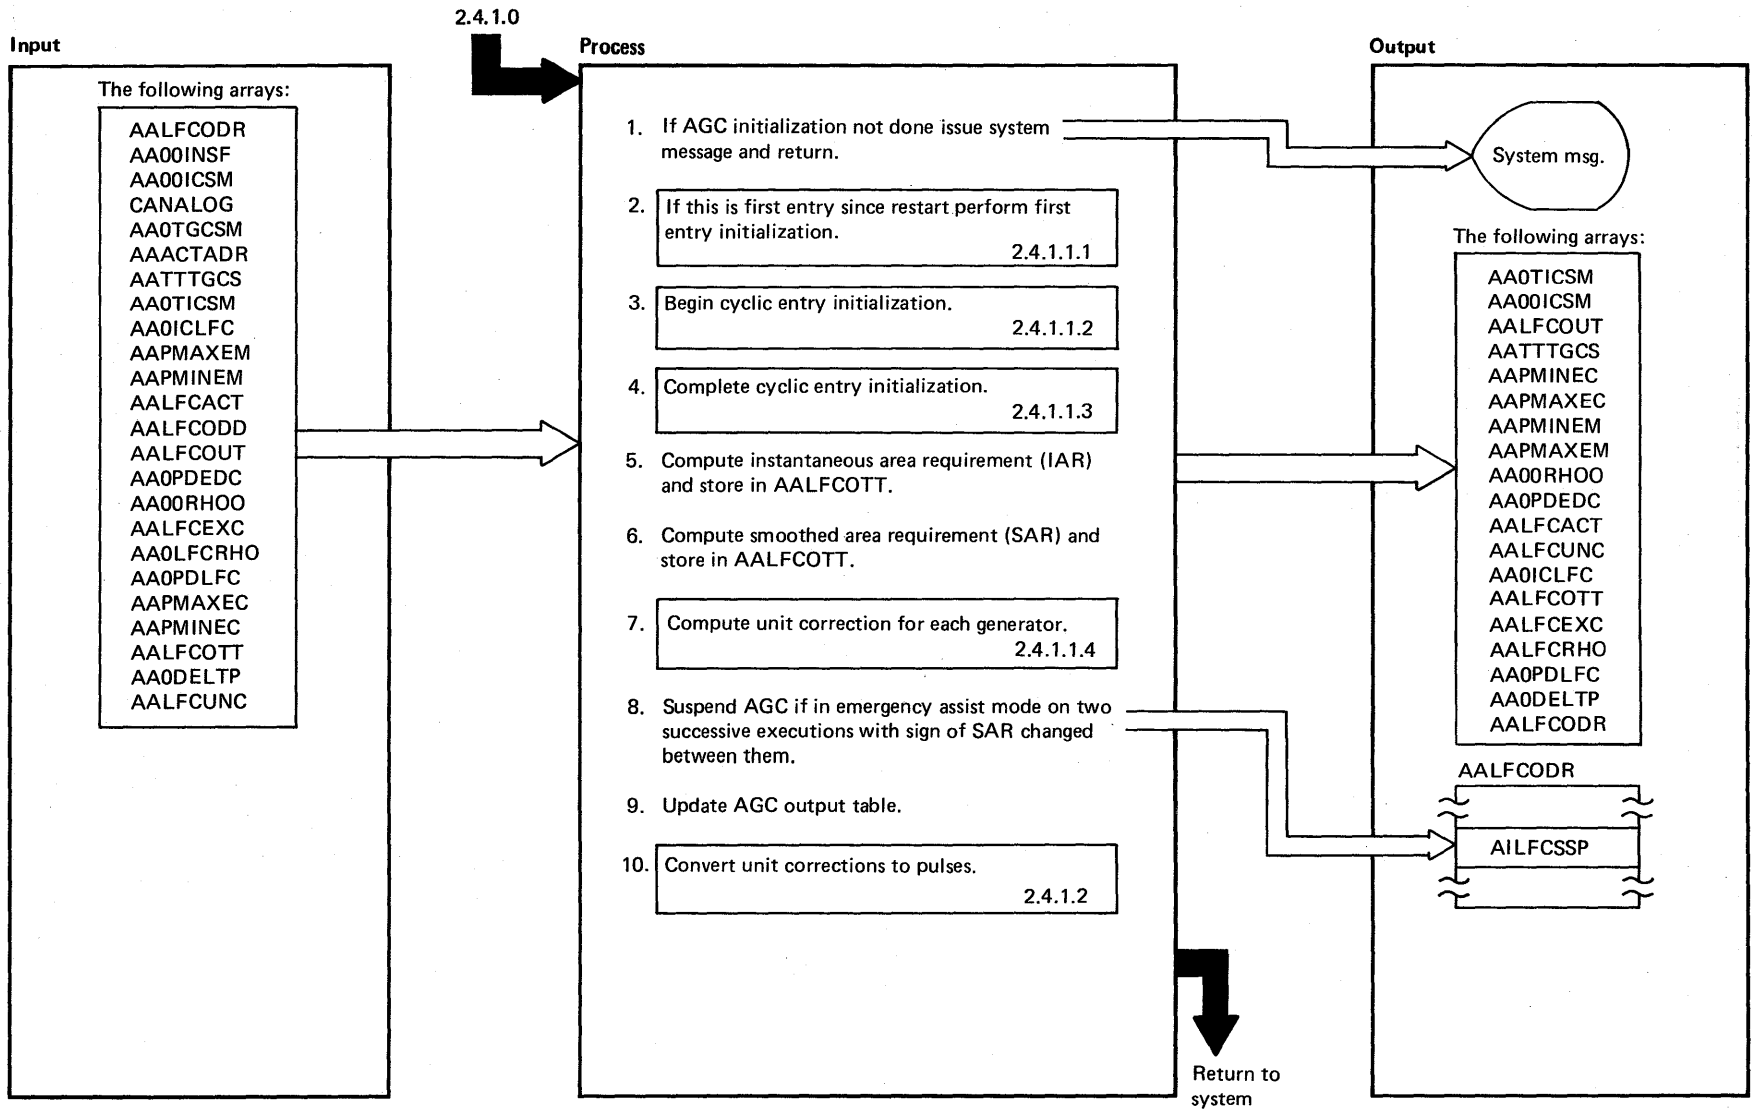 2.4.1.0
Input
The following arrays:
AALFCODR
AA00INSF
AA00ICSM
CANALOG
AA0TGCSM
AAACTADR
AATTTGCS
AA0TICSM
AA0ICLFC
AAPMAXEM
AAPMINEM
AALFCACT
AALFCODD
AALFCOUT
AA0PDEDC
AA00RHOO
AALFCEXC
AA0LFCRHO
AA0PDLFC
AAPMAXEC
AAPMINEC
AALFCOTT
AA0DELTP
AALFCUNC
Process
1. If AGC initialization not done issue system
message and return.
2. If this is first entry since restart perform first
entry initialization.
2.4.1.1.1
3. Begin cyclic entry initialization.
2.4.1.1.2
4. Complete cyclic entry initialization.
2.4.1.1.3
5. Compute instantaneous area requirement (IAR)
and store in AALFCOTT.
6. Compute smoothed area requirement (SAR) and
store in AALFCOTT.
7. Compute unit correction for each generator.
2.4.1.1.4
8. Suspend AGC if in emergency assist mode on two
successive executions with sign of SAR changed
between them.
9. Update AGC output table.
10. Convert unit corrections to pulses.
2.4.1.2
Return to
system
Output
System msg.
The following arrays:
AA0TICSM
AA00ICSM
AALFCOUT
AATTTGCS
AAPMINEC
AAPMAXEC
AAPMINEM
AAPMAXEM
AA00RHOO
AA0PDEDC
AALFCACT
AALFCUNC
AA0ICLFC
AALFCOTT
AALFCEXC
AALFCRHO
AA0PDLFC
AA0DELTP
AALFCODR
AALFCODR
AILFCSSP